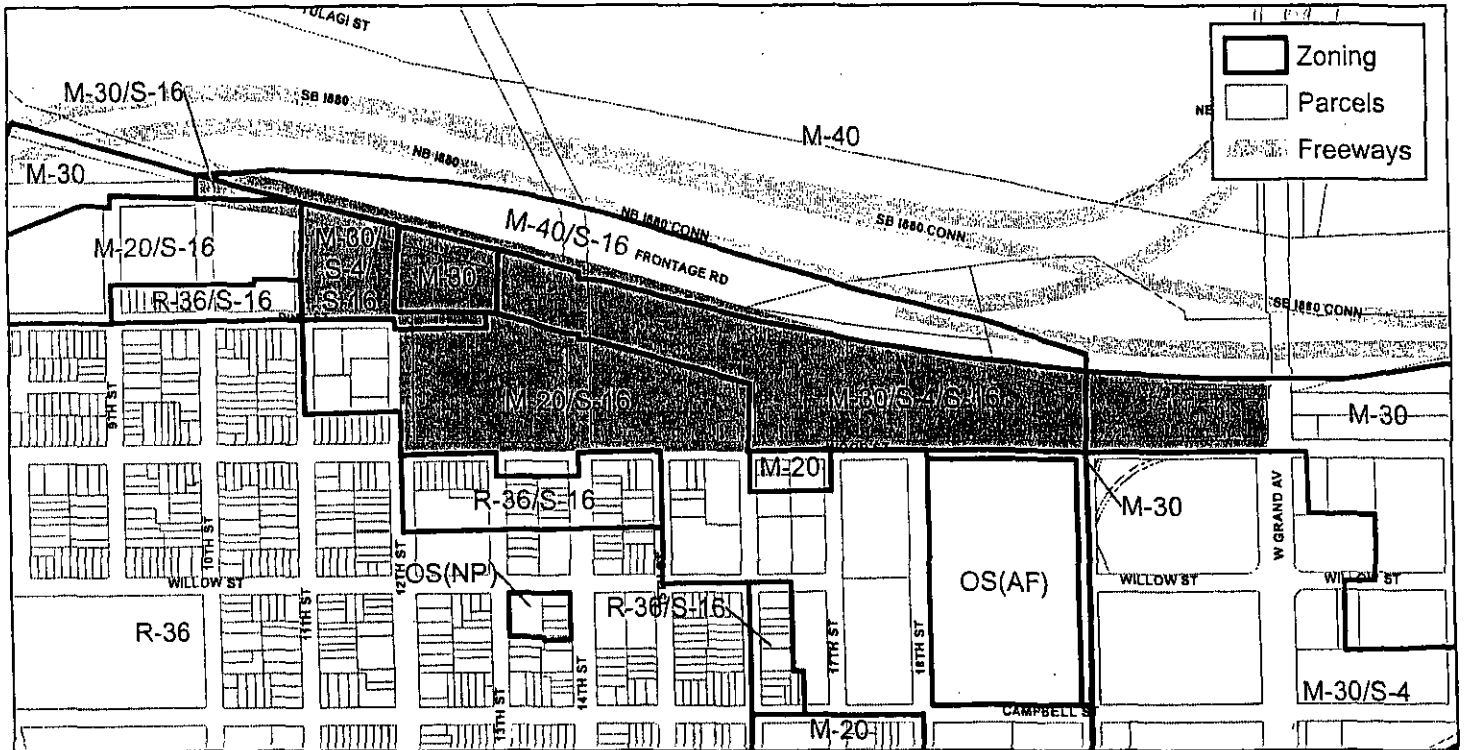 TULAGI ST
Zoning
Parcels
Freeways
M-30/S-16
SB I880
M-40
NB
NB I880
M-30
NB I880 CONN
SB I880 CONN
M-40/S-16
FRONTAGE RD
M-20/S-16
M-30/
S-4/
S-16
M-30
SB I880 CONN
R-36/S-16
M-20/S-16
M-30/S-4/S-16
M-30
9TH ST
M-20
R-36/S-16
M-30
W GRAND AV
10TH ST
12TH ST
OS(NP)
WILLOW ST
OS(AF)
WILLOW ST
WILLOW ST
R-36/S-16
R-36
11TH ST
17TH ST
18TH ST
14TH ST
13TH ST
M-30/S-4
CAMPBELL ST
M-20